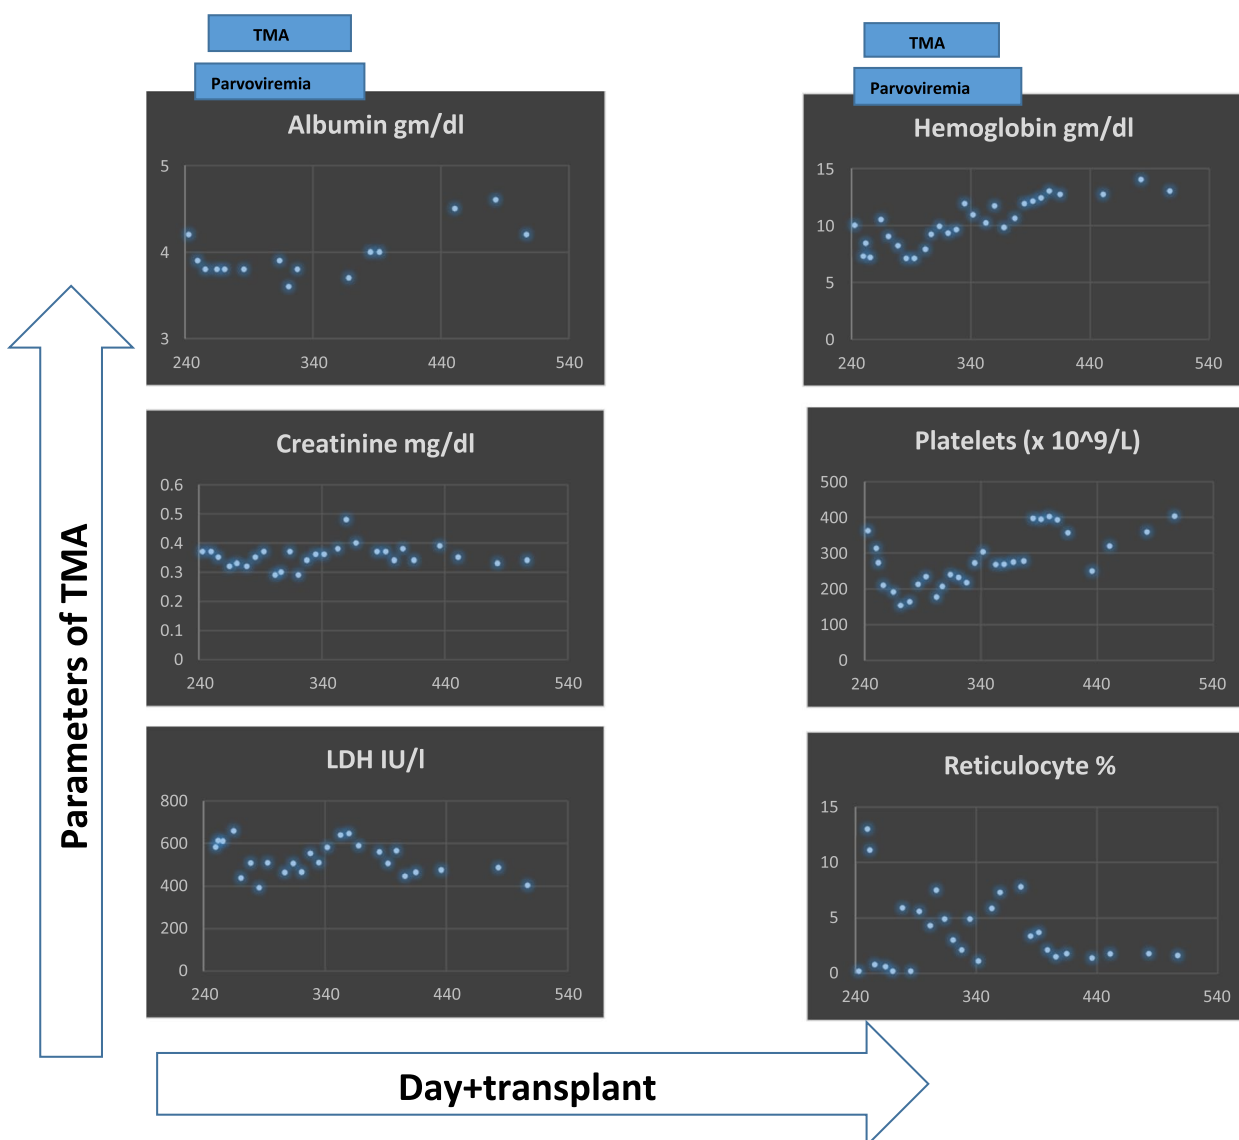 TMA
Parvoviremia
Albumin gm/dl
5
4
3
240 340 440 540
TMA
Parvoviremia
Hemoglobin gm/dl
15
10
5
0
240 340 440 540
Creatinine mg/dl
0.6
0.5
0.4
0.3
0.2
0.1
0
240 340 440 540
Platelets (x 10^9/L)
500
400
300
200
100
0
240 340 440 540
LDH IU/l
800
600
400
200
0
240 340 440 540
Reticulocyte %
15
10
5
0
240 340 440 540
Parameters of TMA
Day+transplant